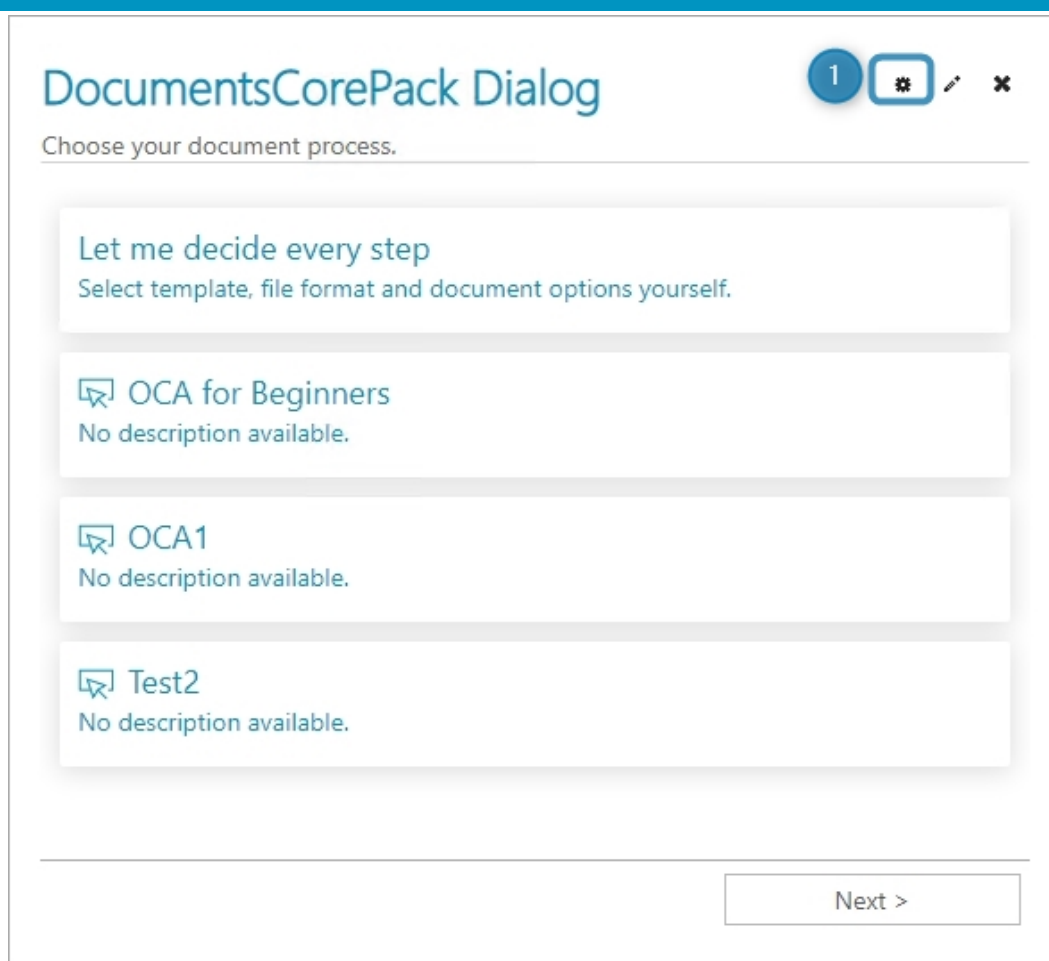 DocumentsCorePack Dialog
1
Choose your document process.
Let me decide every step
Select template, file format and document options yourself.
OCA for Beginners
No description available.
OCA1
No description available.
Test2
No description available.
Next >